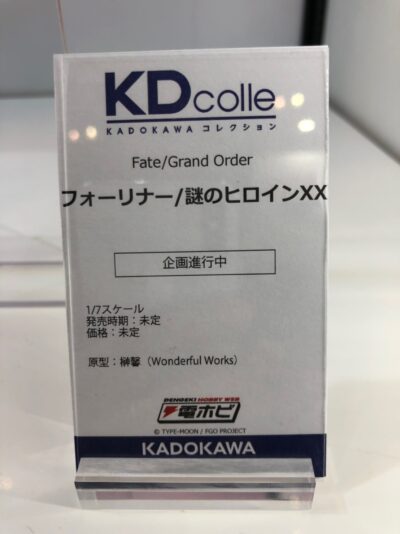 KDcolle
KADOKAWA コレクション
Fate/Grand Order
フォーリナー/謎のヒロインXX
企画進行中
1/7スケール
発売時期：未定
価格：未定
原型：榊馨（Wonderful Works）
DENGEKI HOBBY WEB
電ホビ
© TYPE-MOON / FGO PROJECT
KADOKAWA